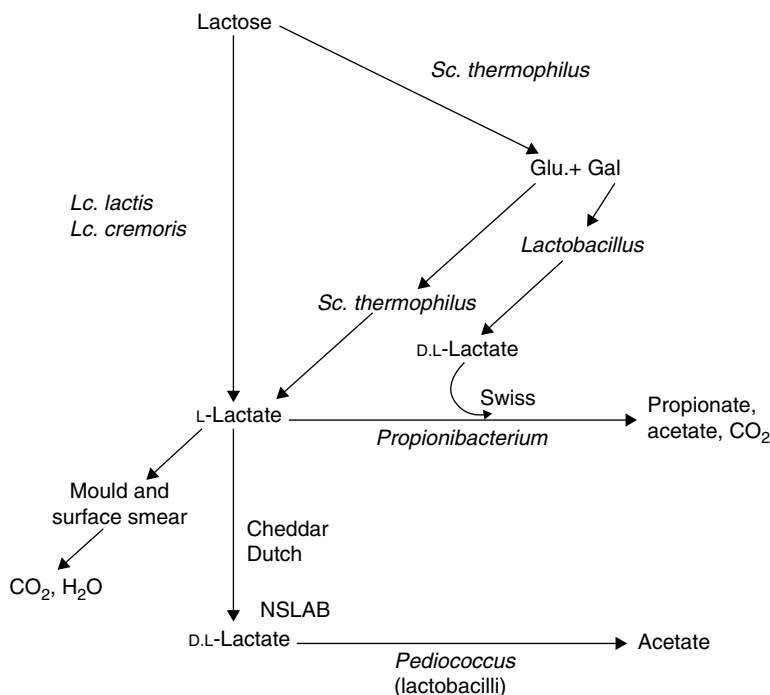 Lactose
Sc. thermophilus
Glu.+ Gal
Lc. lactis
Lc. cremoris
Lactobacillus
Sc. thermophilus
D.L-Lactate
Swiss
L-Lactate
Propionibacterium
Propionate,
acetate, CO₂
Mould and
surface smear
Cheddar
Dutch
CO₂, H₂O
NSLAB
D.L-Lactate
Acetate
Pediococcus
(lactobacilli)